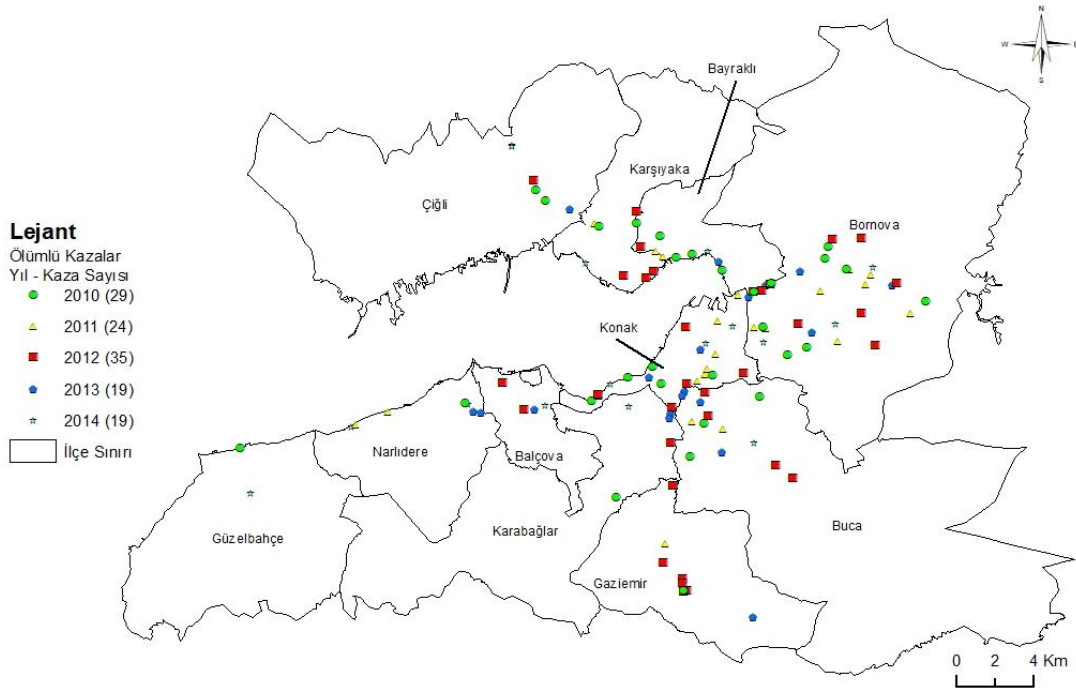 N
W
E
S
Bayraklı
Karşıyaka
Çiğli
Bornova
Lejant
Ölümlü Kazalar
Yıl - Kaza Sayısı
2010 (29)
2011 (24)
2012 (35)
2013 (19)
2014 (19)
İlçe Sınırı
Konak
Narlıdere
Balçova
Güzelbahçe
Karabağlar
Buca
Gaziemir
0 2 4 Km